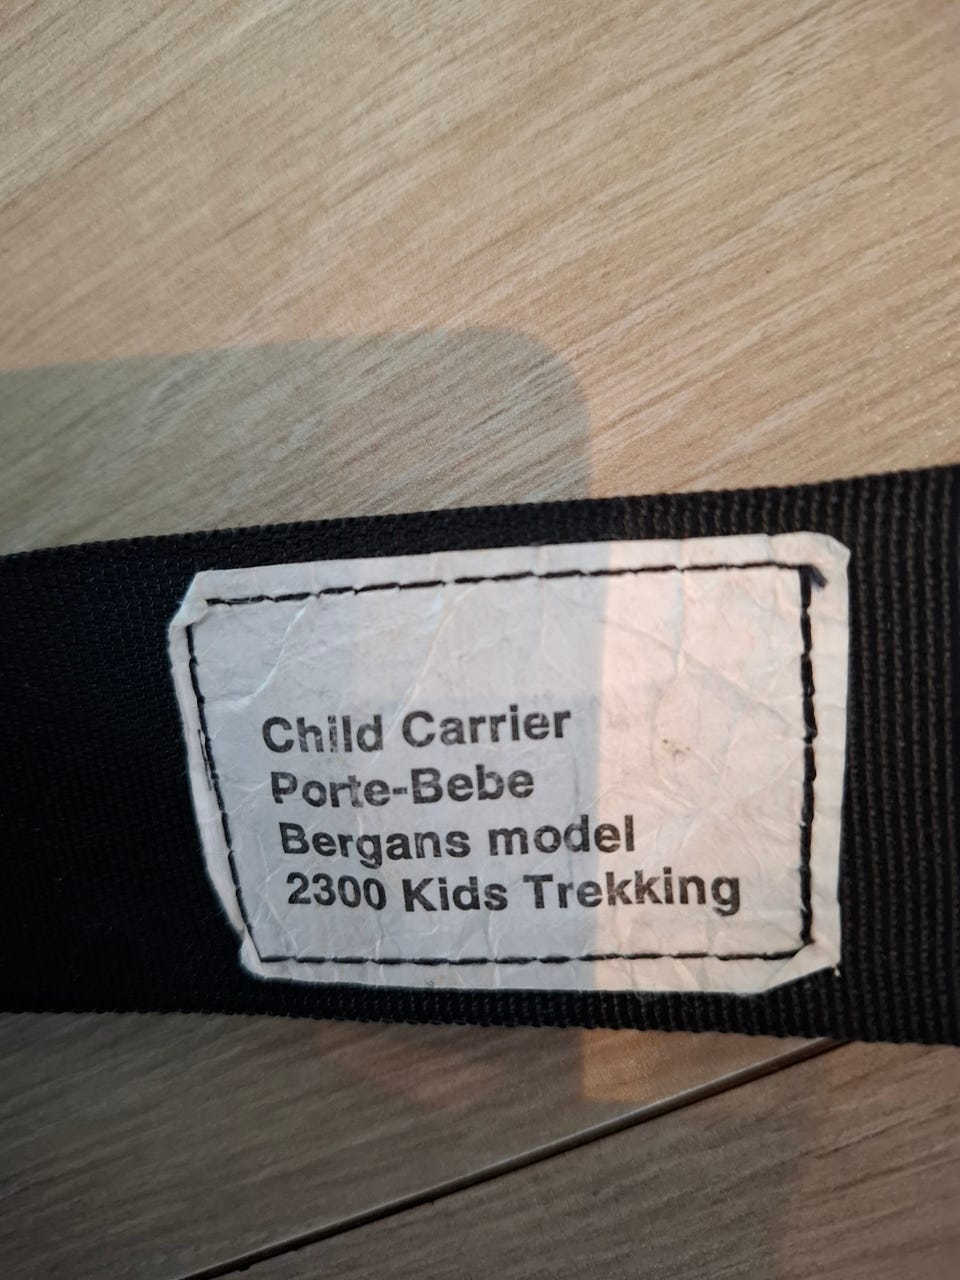 Child Carrier
Porte-Bebe
Bergans model
2300 Kids Trekking